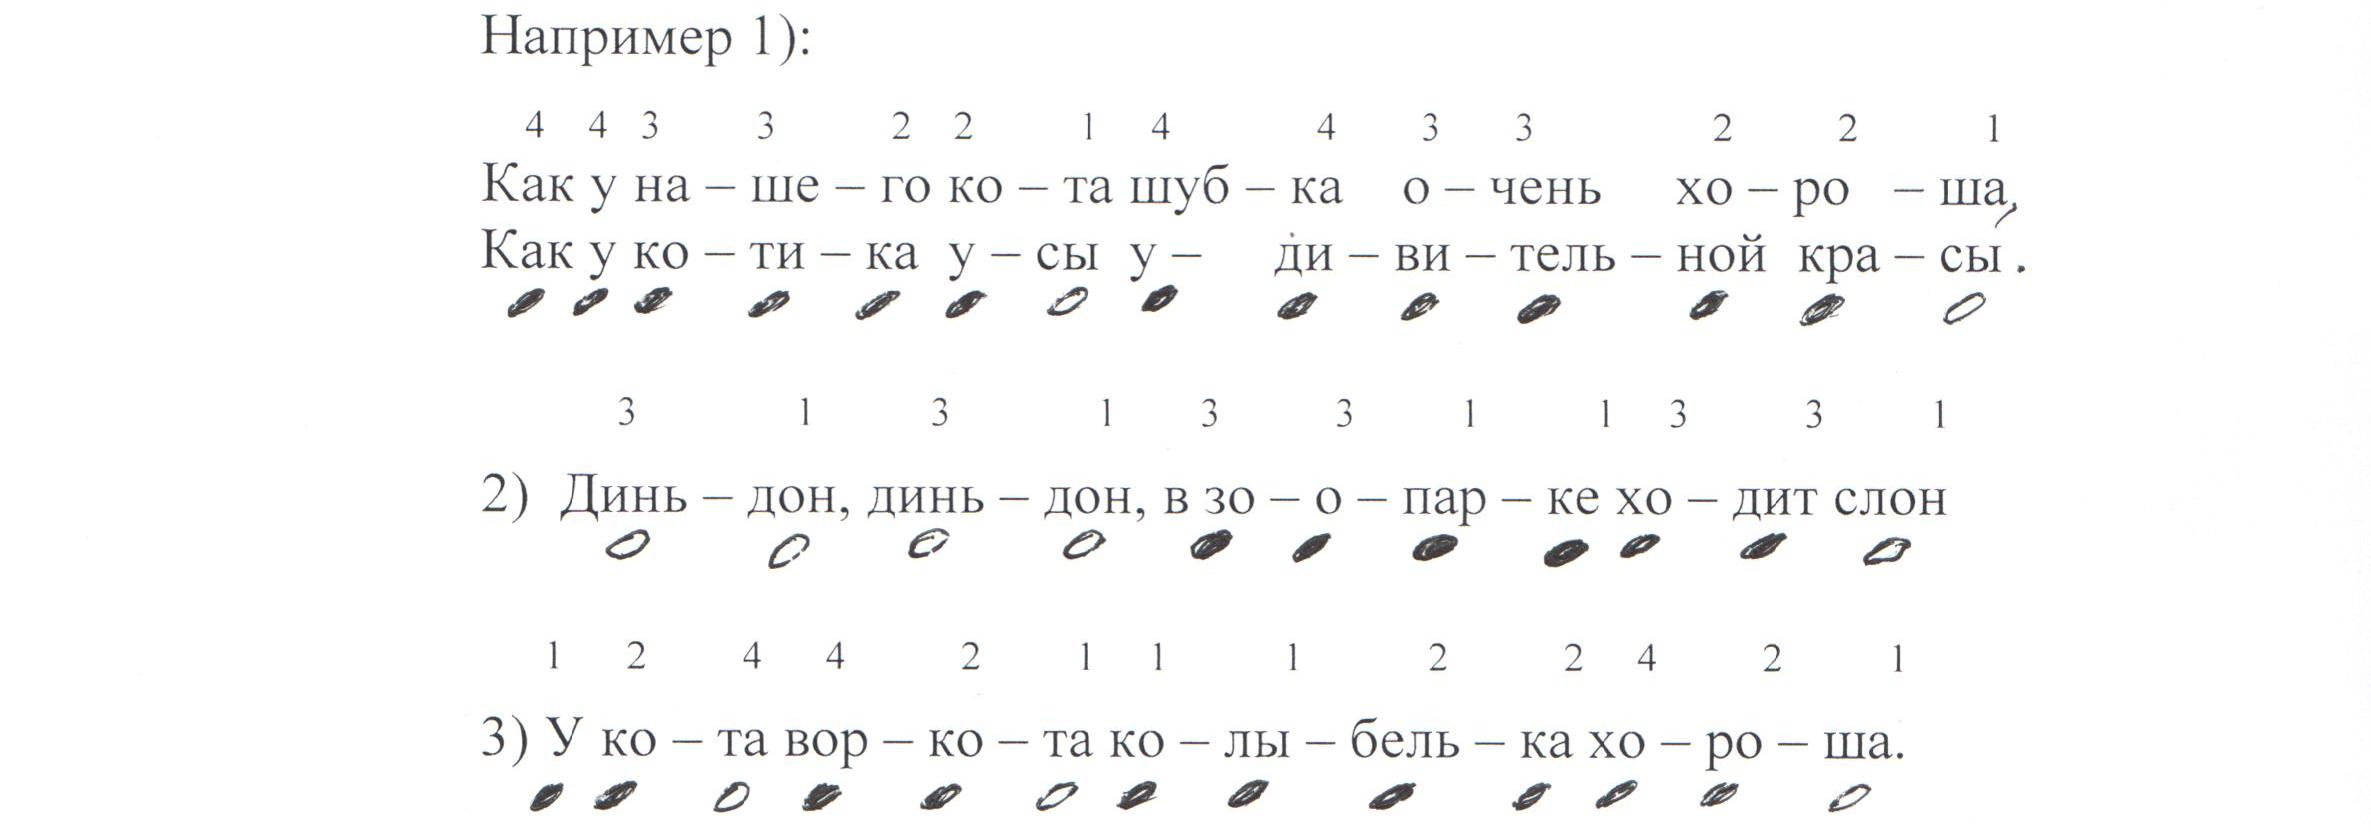 Например 1):
4 4 3 3 2 2 1 4 4 3 3 2 2 1
Как у на – ше – го ко – та шуб – ка о – чень хо – ро – ша,
Как у ко – ти – ка у – сы у – ди – ви – тель – ной кра – сы .
3 1 3 1 3 3 1 1 3 3 1
2) Динь – дон, динь – дон, в зо – о – пар – ке хо – дит слон
1 2 4 4 2 1 1 1 2 2 4 2 1
3) У ко – та вор – ко – та ко – лы – бель – ка хо – ро – ша.